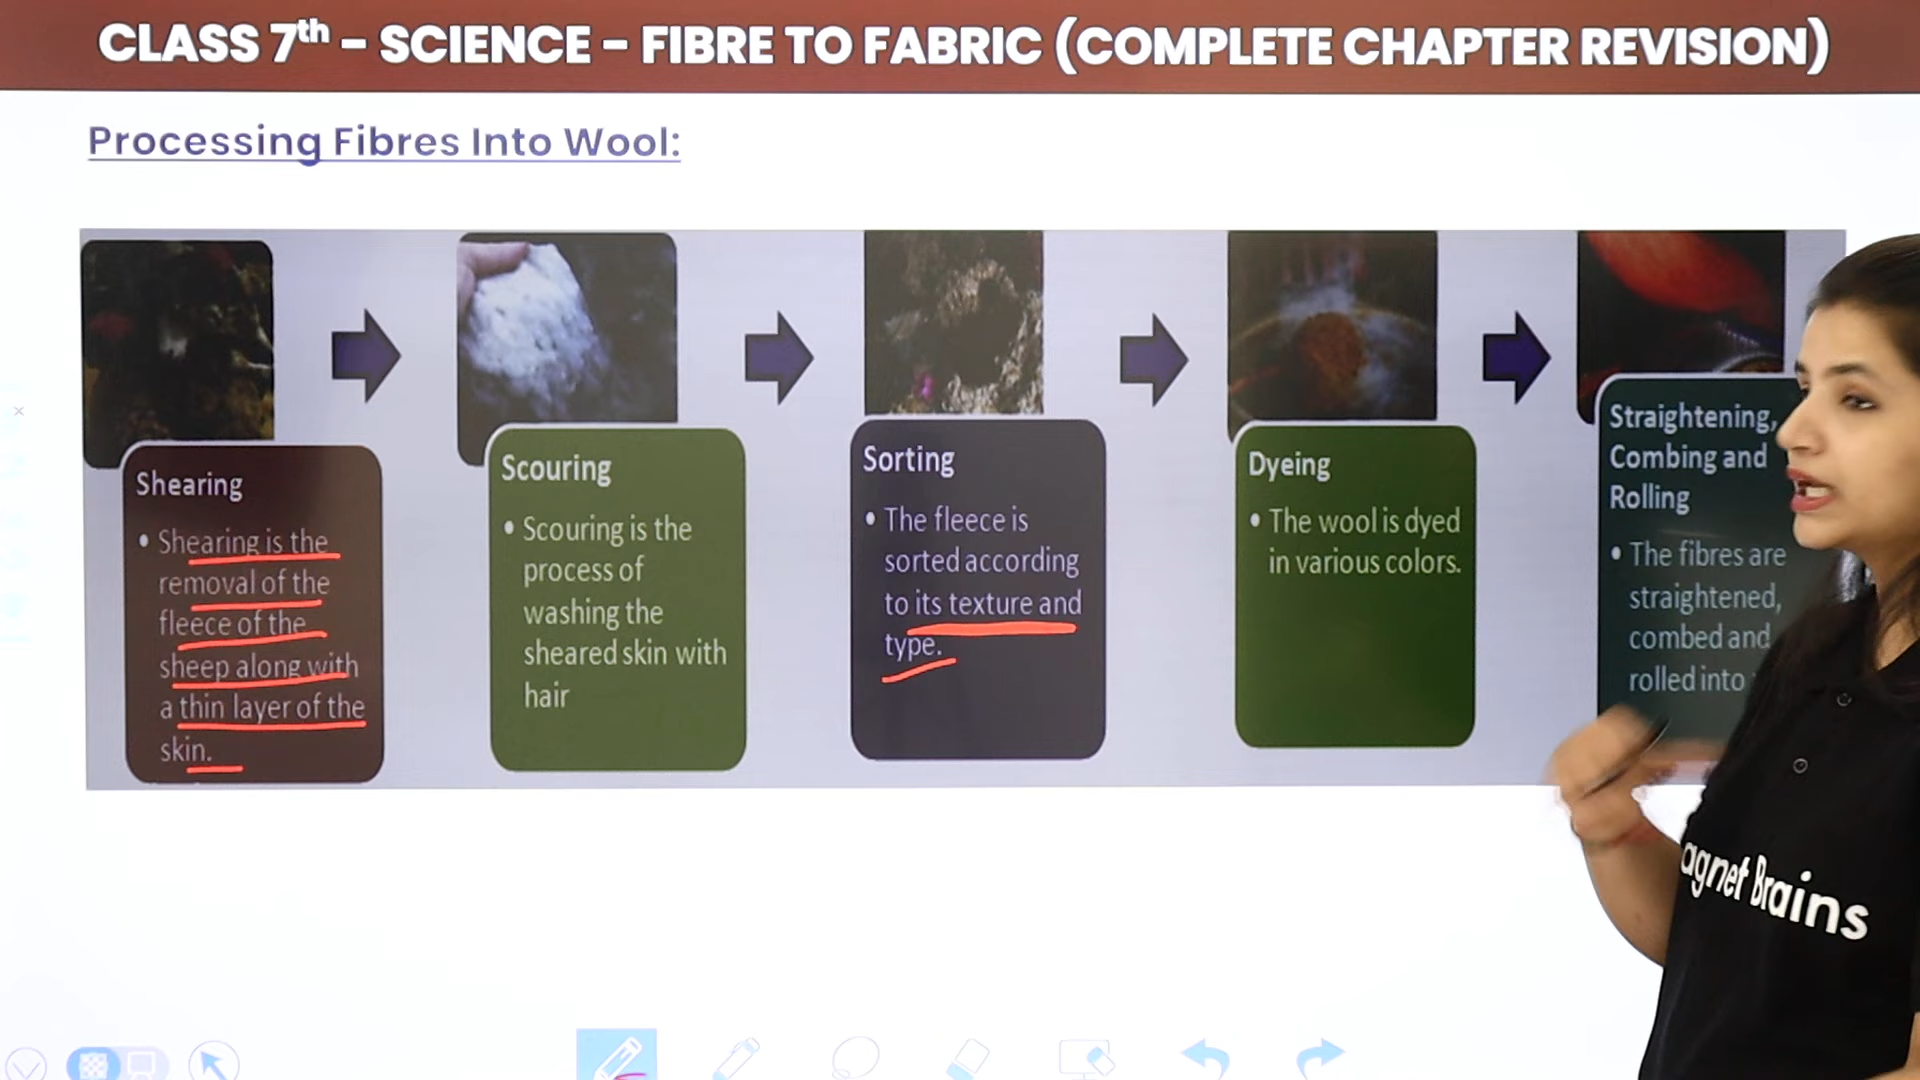 CLASS 7th - SCIENCE - FIBRE TO FABRIC (COMPLETE CHAPTER REVISION)
Processing Fibres Into Wool:
Shearing
• Shearing is the
removal of the
fleece of the
sheep along with
a thin layer of the
skin.
Scouring
• Scouring is the
process of
washing the
sheared skin with
hair
Sorting
• The fleece is
sorted according
to its texture and
type.
Dyeing
• The wool is dyed
in various colors.
Straightening,
Combing and
Rolling
• The fibres are
straightened,
combed and
rolled into
agnet Brains